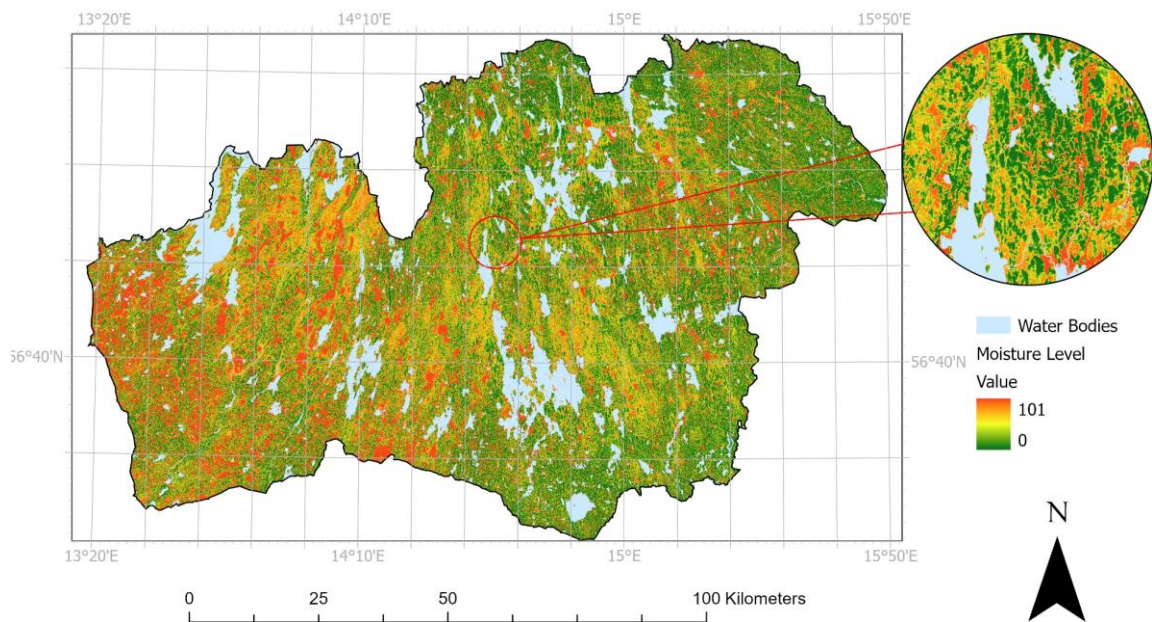 13°20'E 14°10'E 15°E 15°50'E
56°40'N 56°40'N
Water Bodies
Moisture Level
Value
101
0
13°20'E 14°10'E 15°E 15°50'E
N
0 25 50 100 Kilometers